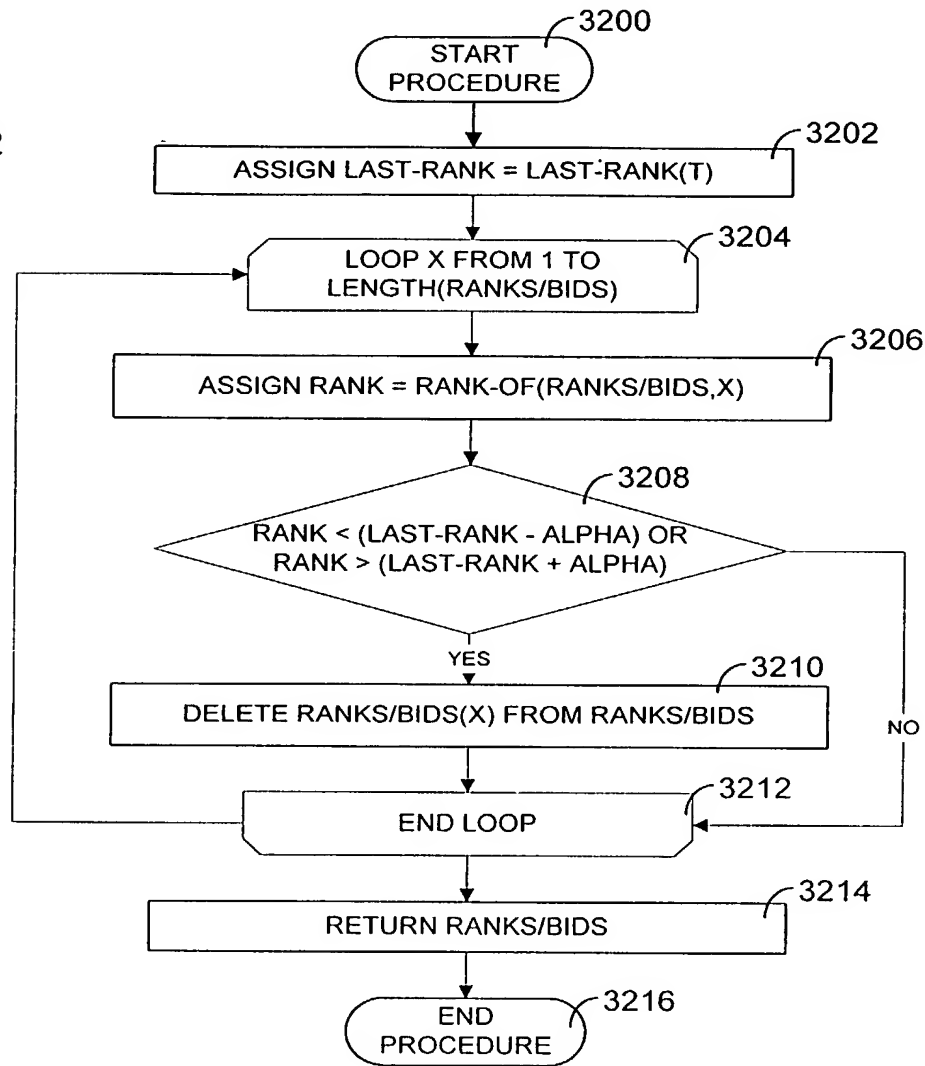 3200
START
PROCEDURE
3202
ASSIGN LAST-RANK = LAST-RANK(T)
3204
LOOP X FROM 1 TO
LENGTH(RANKS/BIDS)
3206
ASSIGN RANK = RANK-OF(RANKS/BIDS,X)
3208
RANK < (LAST-RANK - ALPHA) OR
RANK > (LAST-RANK + ALPHA)
YES
3210
DELETE RANKS/BIDS(X) FROM RANKS/BIDS
NO
3212
END LOOP
3214
RETURN RANKS/BIDS
3216
END
PROCEDURE